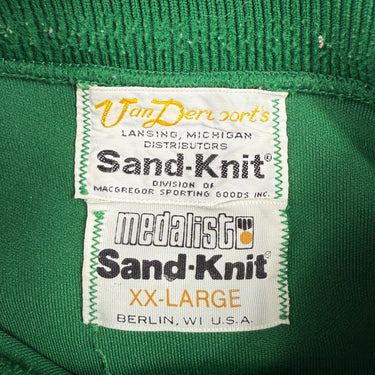 VanDervoort's
LANSING, MICHIGAN
DISTRIBUTORS
Sand-Knit®
DIVISION OF
MACGREGOR SPORTING GOODS INC.
medalist
Sand-Knit®
XX-LARGE
BERLIN, WI U.S.A.